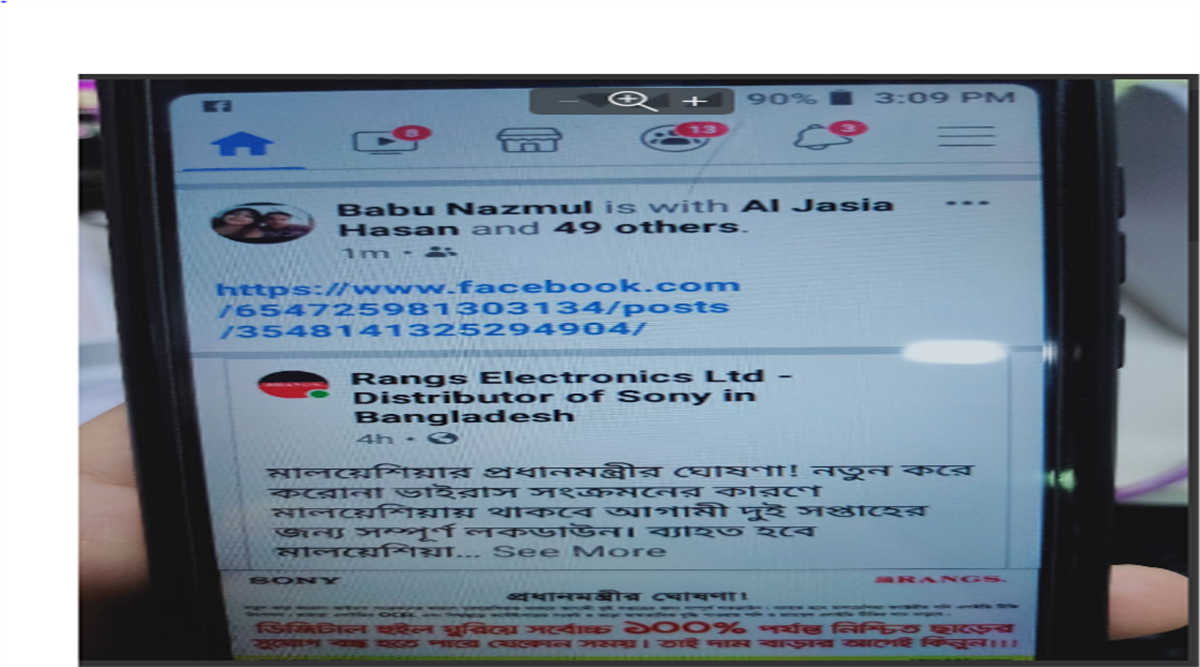 90% 3:09 PM
8
13
3
Babu Nazmul is with Al Jasia
Hasan and 49 others.
1m
https://www.facebook.com
/654725981303134/posts
/3548141325294904/
Rangs Electronics Ltd -
Distributor of Sony in
Bangladesh
4h
মালয়েশিয়ার প্রধানমন্ত্রীর ঘোষণা! নতুন করে
করোনা ভাইরাস সংক্রমনের কারণে
মালয়েশিয়ায় থাকবে আগামী দুই সপ্তাহের
জন্য সম্পূর্ণ লকডাউন। ব্যাহত হবে
মালয়েশিয়া... See More
SONY RANGS
প্রধানমন্ত্রীর ঘোষণা!
ডিজিটাল হুইল ঘুরিয়ে সর্বোচ্চ ১০০% পর্যন্ত নিশ্চিত ছাড়ের
সুযোগ বন্ধ হতে পারে যেকোন সময়। তাই দাম বাড়ার আগেই কিনুন!!!